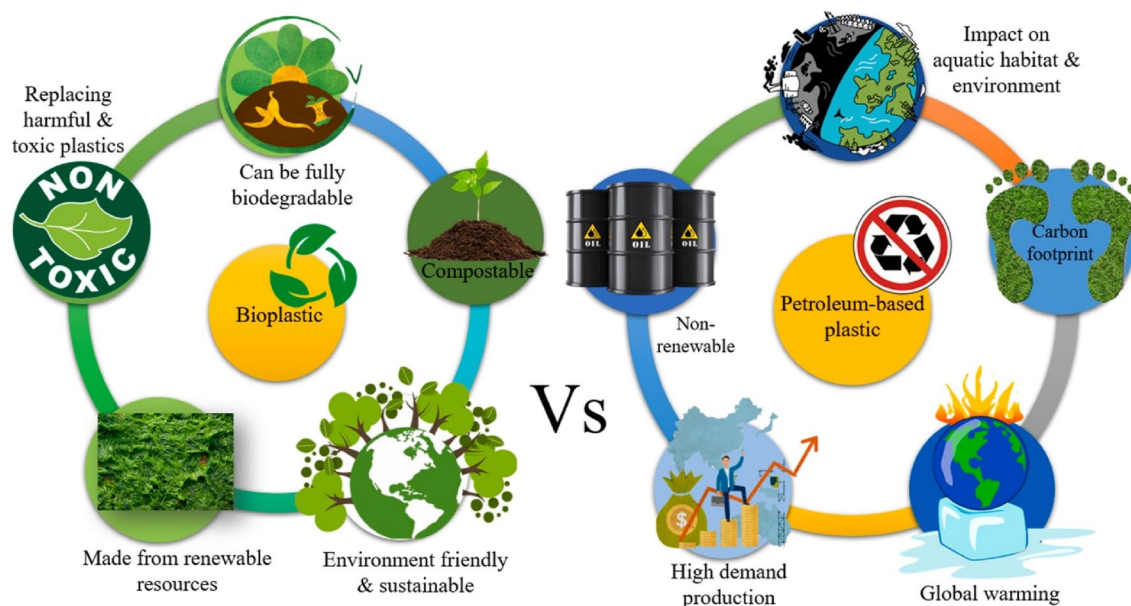 Replacing
harmful &
toxic plastics
NON
TOXIC
Can be fully
biodegradable
Compostable
Bioplastic
Made from renewable
resources
Environment friendly
& sustainable
Vs
Impact on
aquatic habitat &
environment
OIL
OIL
OIL
Non-
renewable
Carbon
footprint
Petroleum-based
plastic
$
High demand
production
Global warming